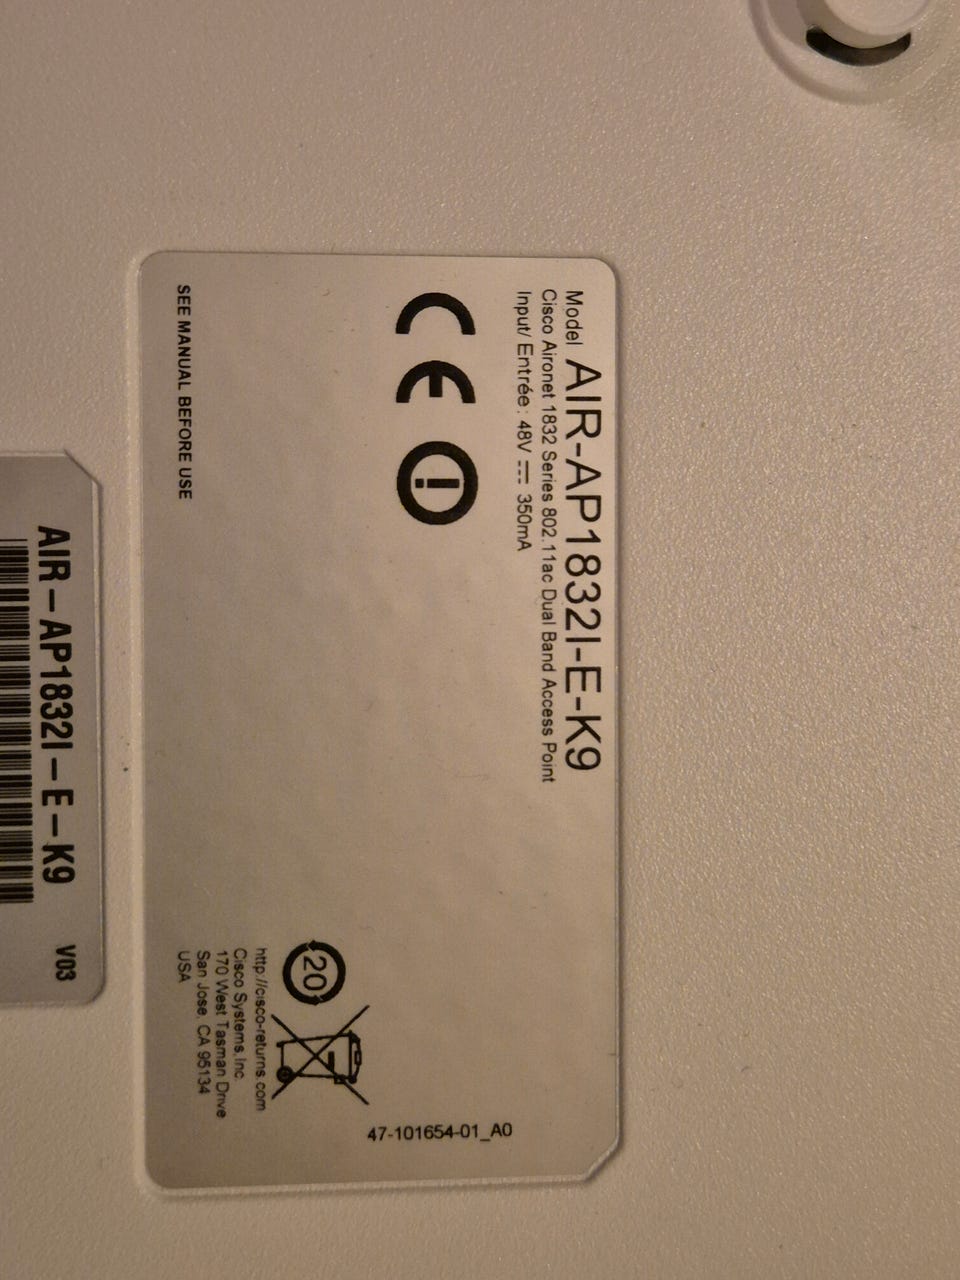 Model AIR-AP1832I-E-K9
Cisco Aironet 1832 Series 802.11ac Dual Band Access Point
Input/ Entrée: 48V ⎓ 350mA
CE
47-101654-01_A0
20
http://cisco-returns.com
Cisco Systems, Inc.
170 West Tasman Drive
San Jose, CA 95134
USA
SEE MANUAL BEFORE USE
AIR-AP1832I-E-K9 V03